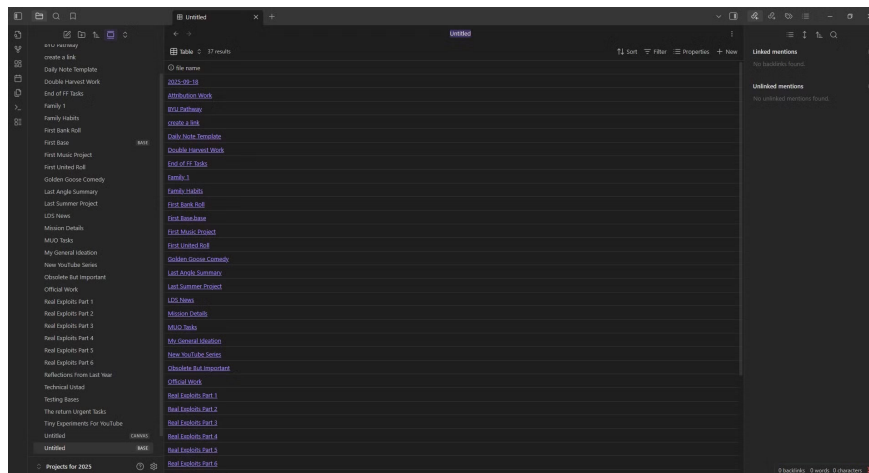 Untitled
BYU Pathway
create a link
Daily Note Template
Double Harvest Work
End of FF Tasks
Family 1
Family Habits
First Bank Roll
First Base BASE
First Music Project
First United Roll
Golden Goose Comedy
Last Angle Summary
Last Summer Project
LDS News
Mission Details
MUO Tasks
My General Ideation
New YouTube Series
Obsolete But Important
Official Work
Real Exploits Part 1
Real Exploits Part 2
Real Exploits Part 3
Real Exploits Part 4
Real Exploits Part 5
Real Exploits Part 6
Reflections From Last Year
Technical Ustad
Testing Bases
The return Urgent Tasks
Tiny Experiments For YouTube
Untitled CANVAS
Untitled BASE
Projects for 2025
Untitled
Table 37 results Sort Filter Properties New
file name
2025-09-18
Attribution Work
BYU Pathway
create a link
Daily Note Template
Double Harvest Work
End of FF Tasks
Family 1
Family Habits
First Bank Roll
First Base.base
First Music Project
First United Roll
Golden Goose Comedy
Last Angle Summary
Last Summer Project
LDS News
Mission Details
MUO Tasks
My General Ideation
New YouTube Series
Obsolete But Important
Official Work
Real Exploits Part 1
Real Exploits Part 2
Real Exploits Part 3
Real Exploits Part 4
Real Exploits Part 5
Real Exploits Part 6
Linked mentions
No backlinks found.
Unlinked mentions
No unlinked mentions found.
0 backlinks 0 words 0 characters